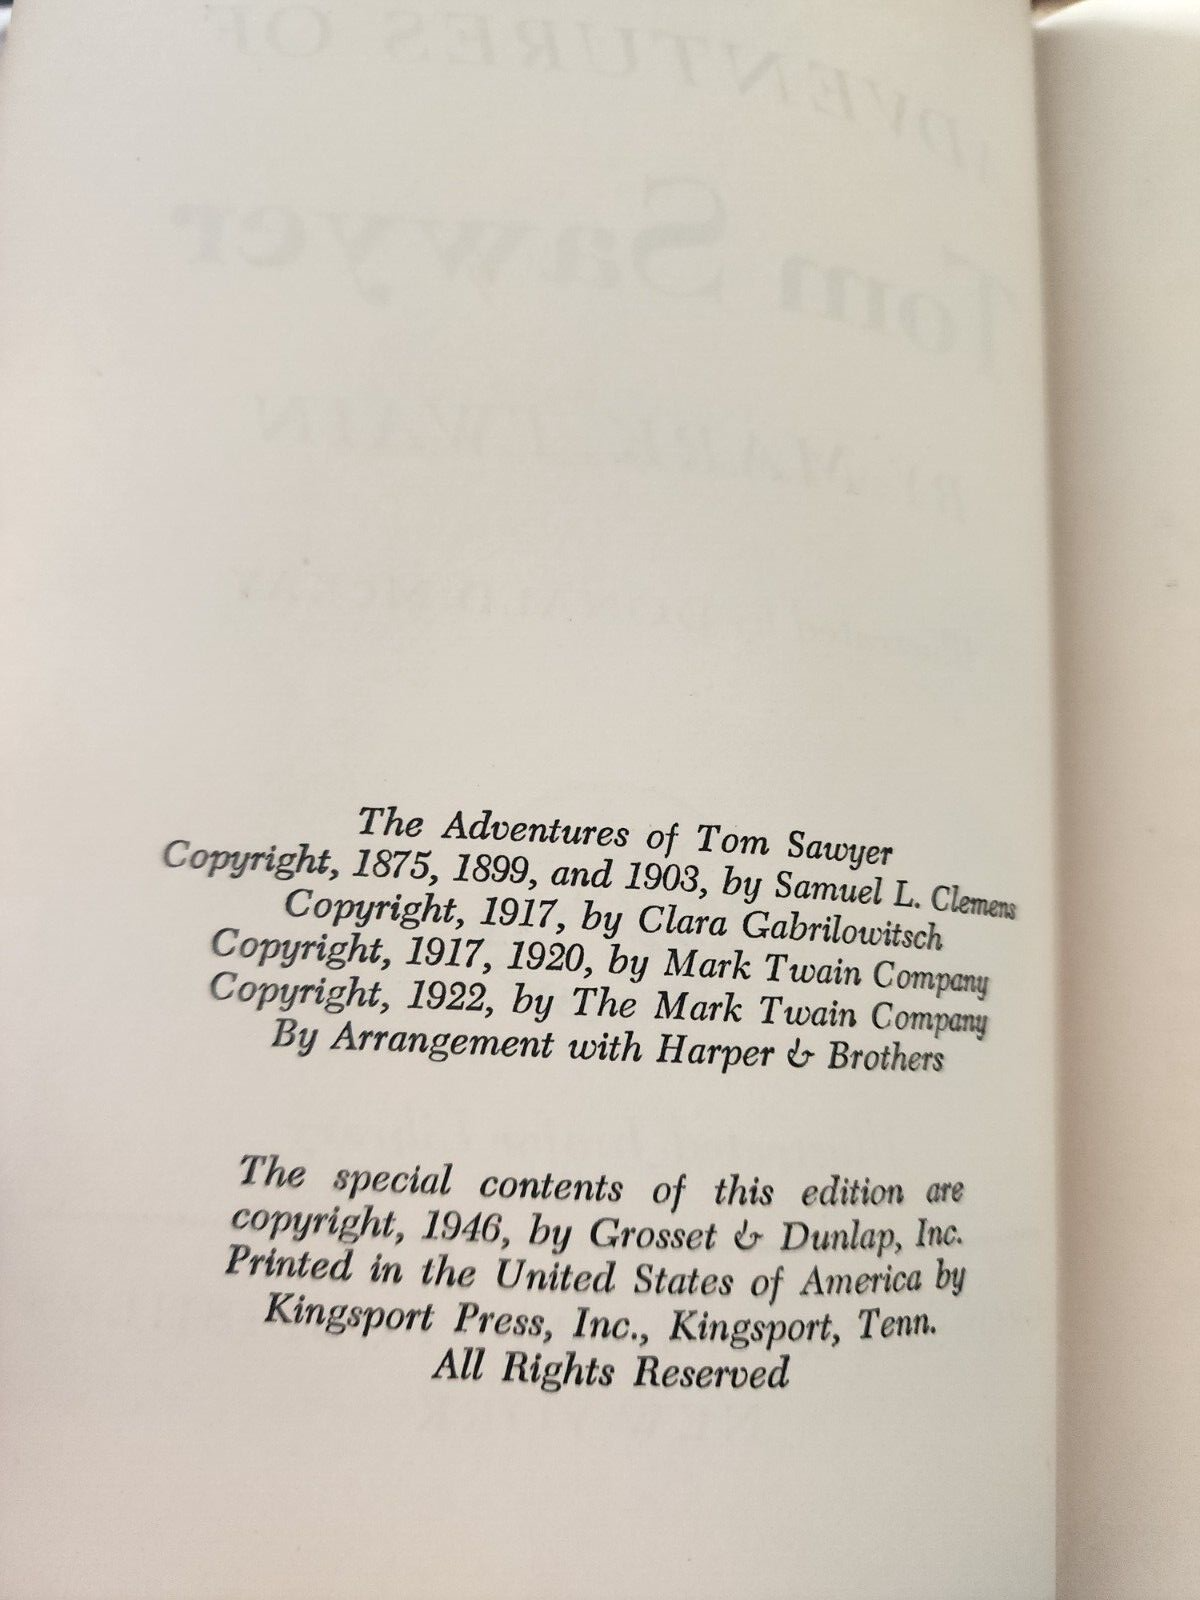 The Adventures of Tom Sawyer
Copyright, 1875, 1899, and 1903, by Samuel L. Clemens
Copyright, 1917, by Clara Gabrilowitsch
Copyright, 1917, 1920, by Mark Twain Company
Copyright, 1922, by The Mark Twain Company
By Arrangement with Harper & Brothers
The special contents of this edition are
copyright, 1946, by Grosset & Dunlap, Inc.
Printed in the United States of America by
Kingsport Press, Inc., Kingsport, Tenn.
All Rights Reserved